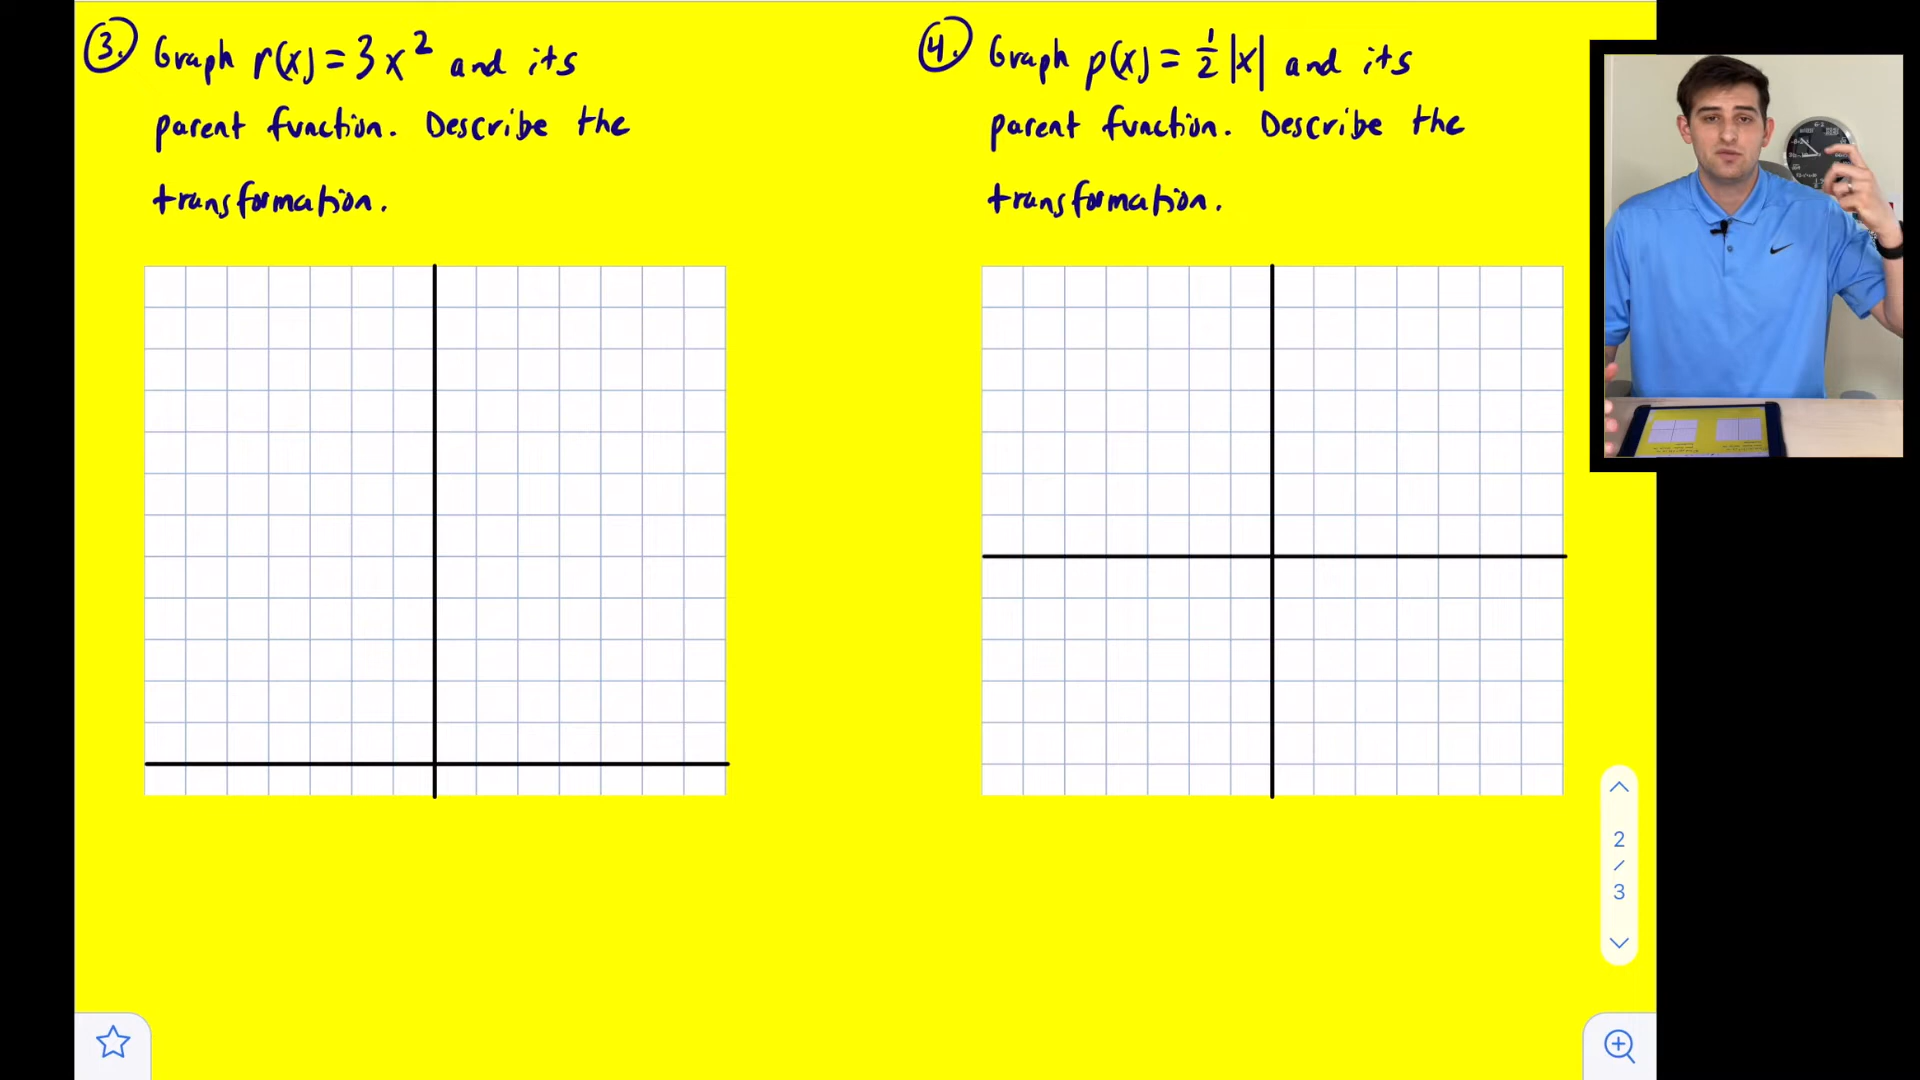 3. Graph r(x) = 3x² and its
parent function. Describe the
transformation.
4. Graph p(x) = 1/2 |x| and its
parent function. Describe the
transformation.
2
/
3